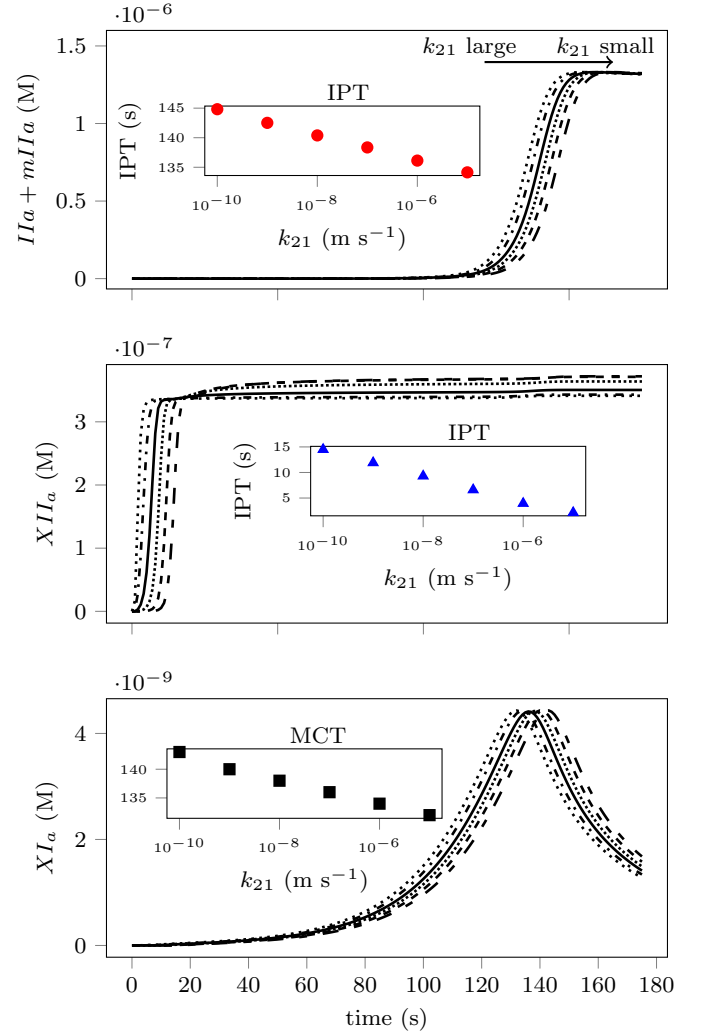 ·10⁻⁶
1.5
1
0.5
0
IIa + mIIa (M)
k₂₁ large k₂₁ small
IPT
IPT (s)
145
140
135
10⁻¹⁰ 10⁻⁸ 10⁻⁶
k₂₁ (m s⁻¹)
·10⁻⁷
3
2
1
0
XIIₐ (M)
IPT
IPT (s)
15
10
5
10⁻¹⁰ 10⁻⁸ 10⁻⁶
k₂₁ (m s⁻¹)
·10⁻⁹
4
2
0
XIₐ (M)
MCT
140
135
10⁻¹⁰ 10⁻⁸ 10⁻⁶
k₂₁ (m s⁻¹)
0 20 40 60 80 100 120 140 160 180
time (s)